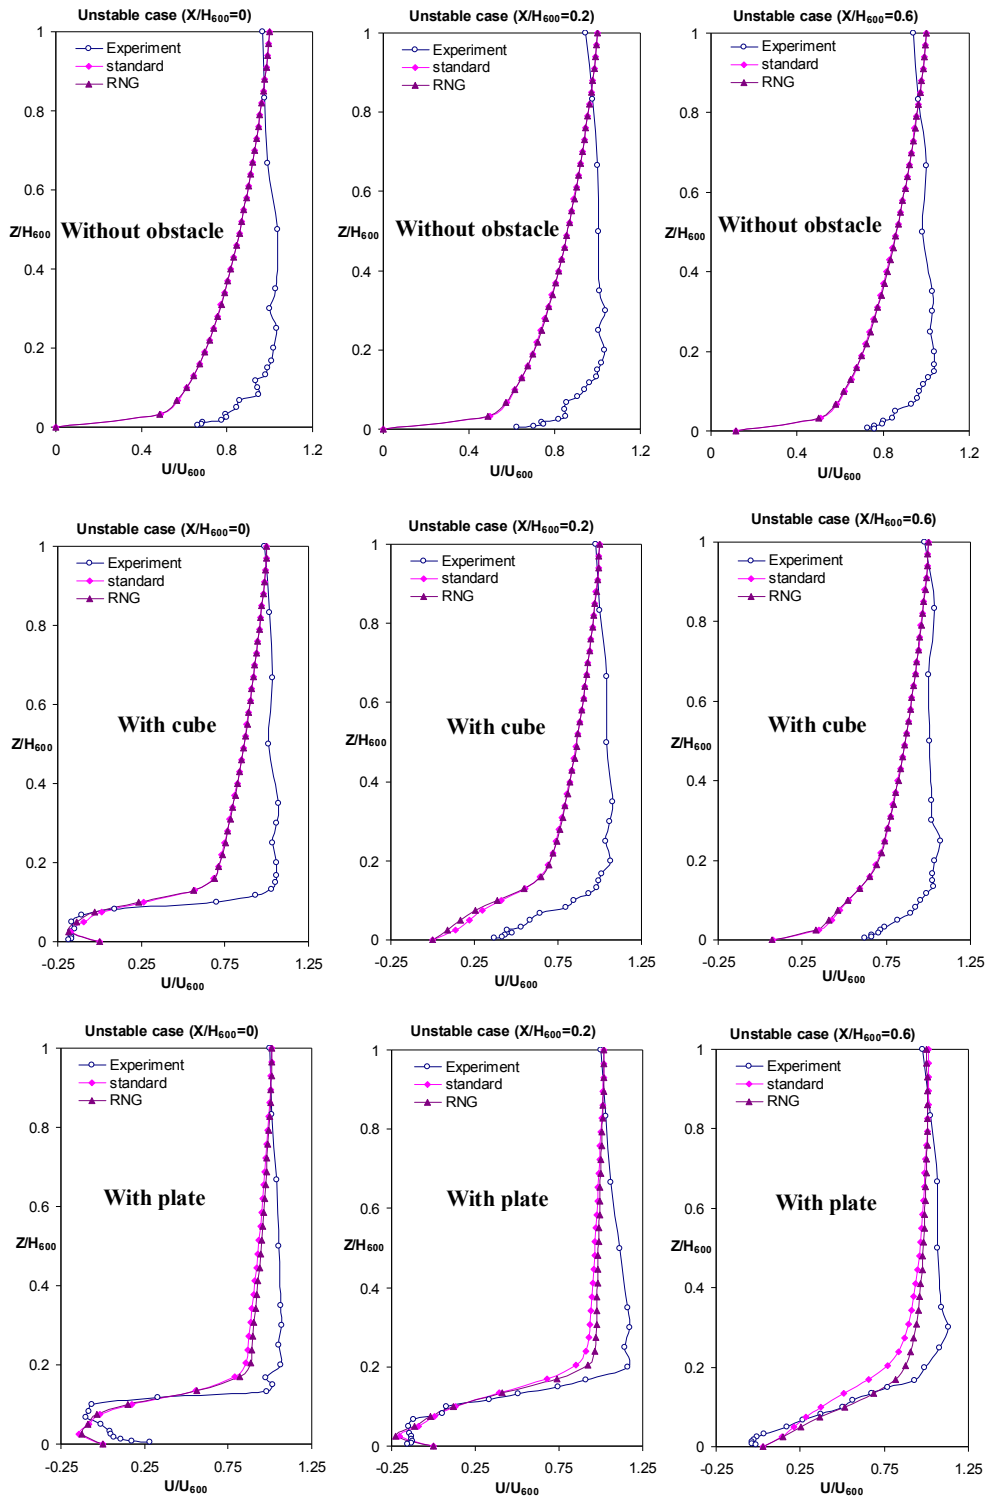 Unstable case (X/H600=0)
Experiment
standard
RNG
1
0.8
0.6
Z/H600
0.4
0.2
0
Without obstacle
0 0.4 0.8 1.2
U/U600
Unstable case (X/H600=0.2)
Experiment
standard
RNG
1
0.8
0.6
Z/H600
0.4
0.2
0
Without obstacle
0 0.4 0.8 1.2
U/U600
Unstable case (X/H600=0.6)
Experiment
standard
RNG
1
0.8
0.6
Z/H600
0.4
0.2
0
Without obstacle
0 0.4 0.8 1.2
U/U600
Unstable case (X/H600=0)
Experiment
standard
RNG
1
0.8
0.6
Z/H600
0.4
0.2
0
With cube
-0.25 0.25 0.75 1.25
U/U600
Unstable case (X/H600=0.2)
Experiment
standard
RNG
1
0.8
0.6
Z/H600
0.4
0.2
0
With cube
-0.25 0.25 0.75 1.25
U/U600
Unstable case (X/H600=0.6)
Experiment
standard
RNG
1
0.8
0.6
Z/H600
0.4
0.2
0
With cube
-0.25 0.25 0.75 1.25
U/U600
Unstable case (X/H600=0)
Experiment
standard
RNG
1
0.8
0.6
Z/H600
0.4
0.2
0
With plate
-0.25 0.25 0.75 1.25
U/U600
Unstable case (X/H600=0.2)
Experiment
standard
RNG
1
0.8
0.6
Z/H600
0.4
0.2
0
With plate
-0.25 0.25 0.75 1.25
U/U600
Unstable case (X/H600=0.6)
Experiment
standard
RNG
1
0.8
0.6
Z/H600
0.4
0.2
0
With plate
-0.25 0.25 0.75 1.25
U/U600